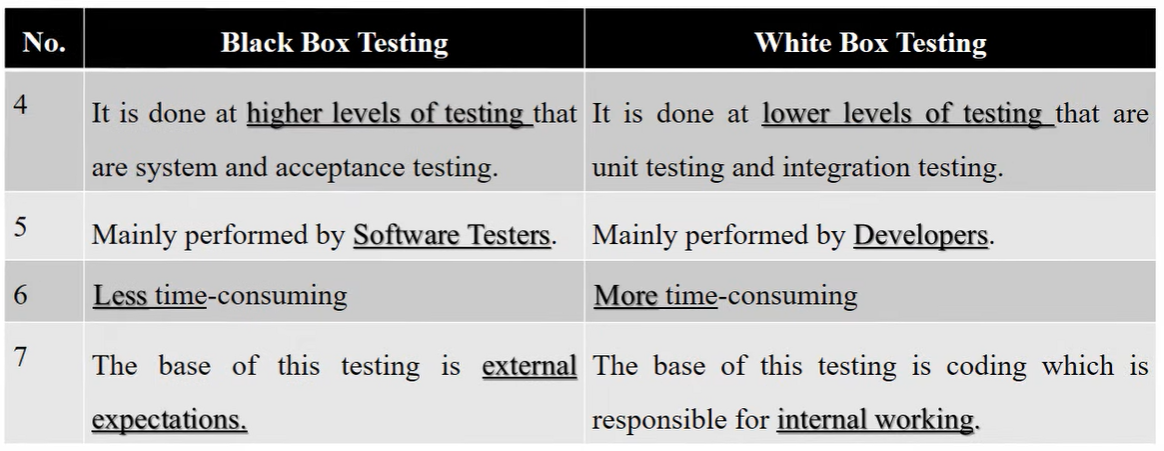 No. Black Box Testing White Box Testing
4
It is done at higher levels of testing that
are system and acceptance testing.
It is done at lower levels of testing that are
unit testing and integration testing.
5
Mainly performed by Software Testers.
Mainly performed by Developers.
6
Less time-consuming
More time-consuming
7
The base of this testing is external
expectations.
The base of this testing is coding which is
responsible for internal working.